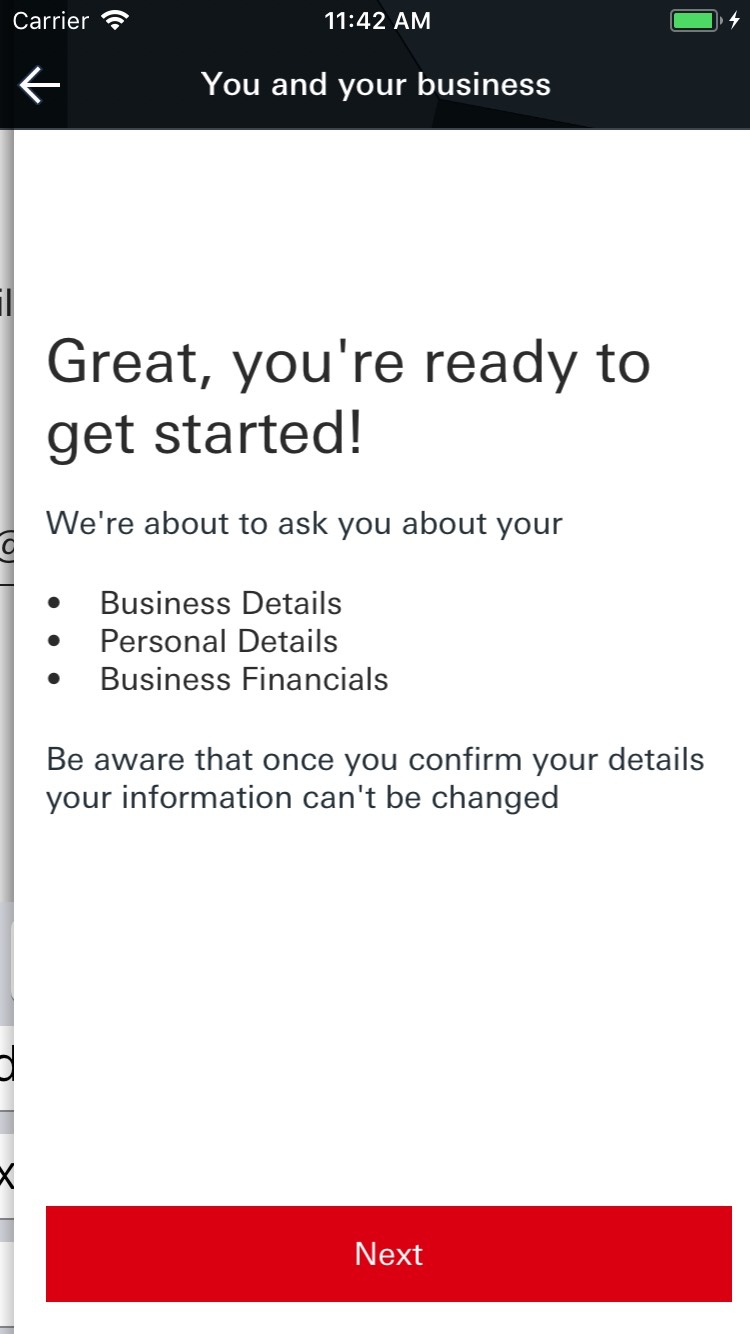 Carrier 11:42 AM
You and your business
Great, you're ready to
get started!
We're about to ask you about your
• Business Details
• Personal Details
• Business Financials
Be aware that once you confirm your details
your information can't be changed
Next